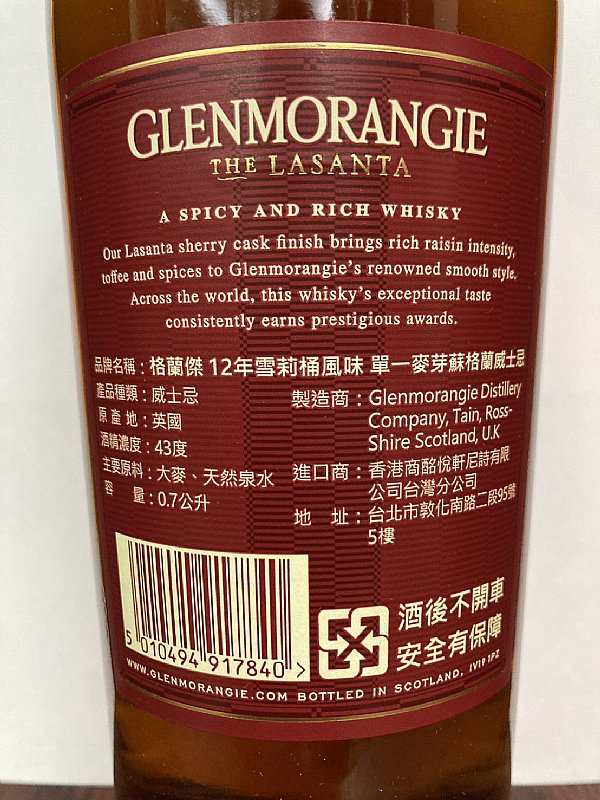 GLENMORANGIE
THE LASANTA
A SPICY AND RICH WHISKY
Our Lasanta sherry cask finish brings rich raisin intensity,
toffee and spices to Glenmorangie's renowned smooth style.
Across the world, this whisky's exceptional taste
consistently earns prestigious awards.
品牌名稱：格蘭傑 12年雪莉桶風味 單一麥芽蘇格蘭威士忌
產品種類：威士忌
原 產 地：英國
酒精濃度：43度
主要原料：大麥、天然泉水
容 量：0.7公升
製造商：Glenmorangie Distillery
Company, Tain, Ross-
Shire Scotland, U.K
進口商：香港商酩悅軒尼詩有限
公司台灣分公司
地 址：台北市敦化南路二段95號
5樓
5 010494 917840 >
酒後不開車
安全有保障
WWW.GLENMORANGIE.COM BOTTLED IN SCOTLAND, IV19 1PZ